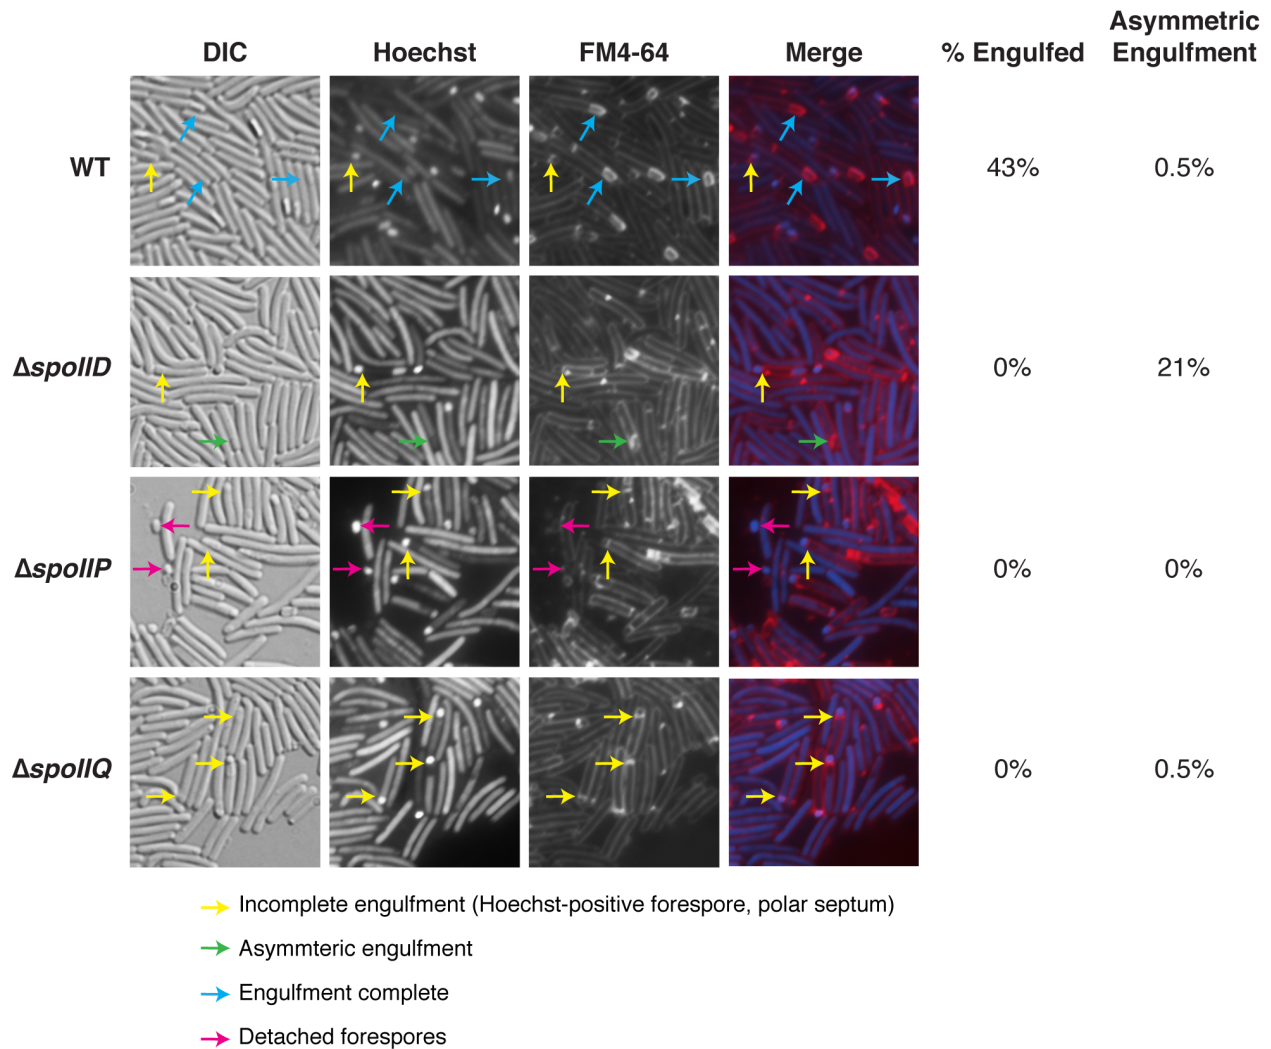 DIC Hoechst FM4-64 Merge % Engulfed Asymmetric Engulfment
WT 43% 0.5%
ΔspoIID 0% 21%
ΔspoIIP 0% 0%
ΔspoIIQ 0% 0.5%
Incomplete engulfment (Hoechst-positive forespore, polar septum)
Asymmteric engulfment
Engulfment complete
Detached forespores